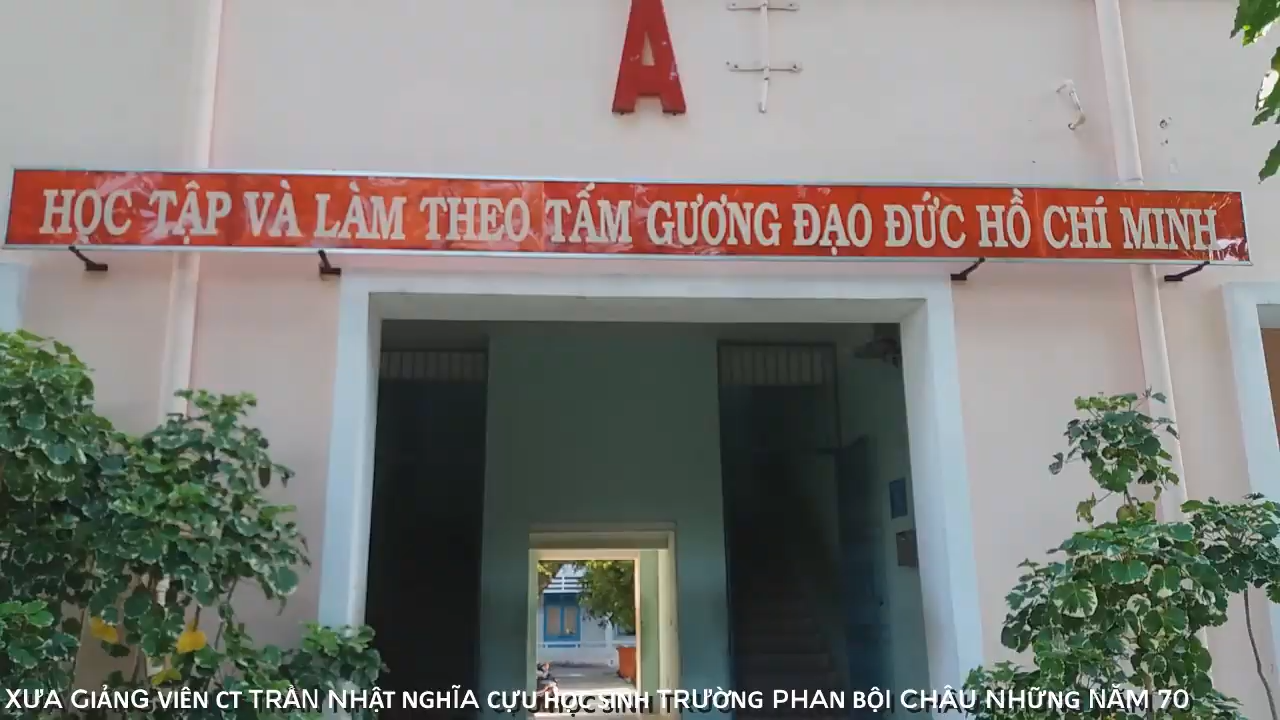 A
HỌC TẬP VÀ LÀM THEO TẤM GƯƠNG ĐẠO ĐỨC HỒ CHÍ MINH
XƯA GIẢNG VIÊN CT TRẦN NHẬT NGHĨA CỰU HỌC SINH TRƯỜNG PHAN BỘI CHÂU NHỮNG NĂM 70